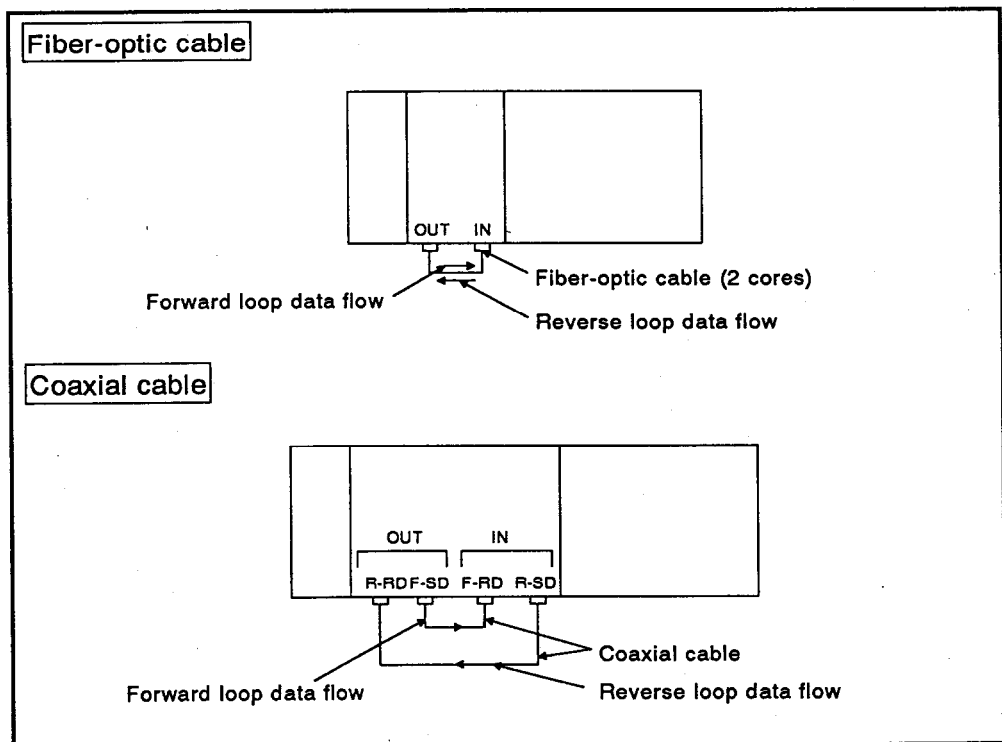 Fiber-optic cable
OUT IN
Fiber-optic cable (2 cores)
Forward loop data flow
Reverse loop data flow
Coaxial cable
OUT IN
R-RD F-SD F-RD R-SD
Coaxial cable
Forward loop data flow
Reverse loop data flow